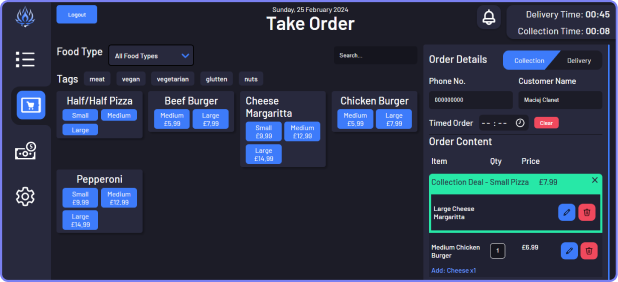 Logout
Sunday, 25 February 2024
Take Order
Delivery Time: 00:45
Collection Time: 00:08
Food Type
All Food Types
Search...
Tags
meat
vegan
vegetarian
glutten
nuts
Half/Half Pizza
Small
Medium
Large
Beef Burger
Medium
£5,99
Large
£7,99
Cheese
Margaritta
Small
£9,99
Medium
£12,99
Large
£14,99
Chicken Burger
Medium
£5,99
Large
£7,99
Pepperoni
Small
£9,99
Medium
£12,99
Large
£14,99
Order Details
Collection
Delivery
Phone No.
Customer Name
000000000
Maciej Clanet
Timed Order
--:--
Clear
Order Content
Item
Qty
Price
Collection Deal - Small Pizza
£7,99
Large Cheese
Margaritta
Medium Chicken
Burger
1
£6,99
Add: Cheese x1